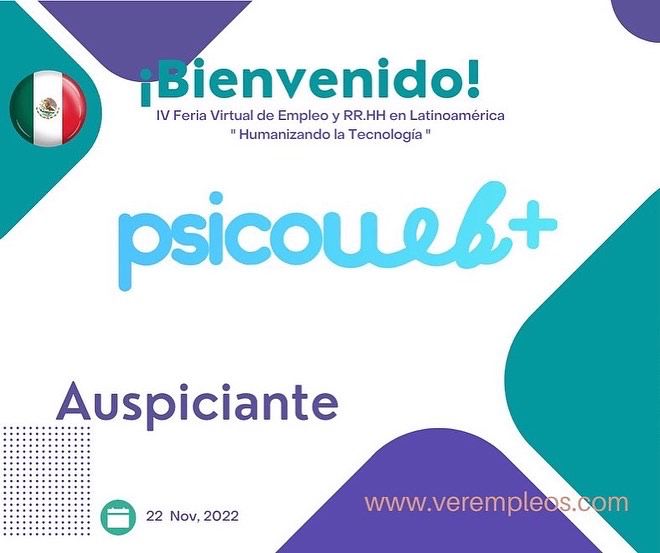 ¡Bienvenido!
IV Feria Virtual de Empleo y RR.HH en Latinoamérica
" Humanizando la Tecnología "
psicoweb+
Auspiciante
22 Nov, 2022
www.verempleos.com